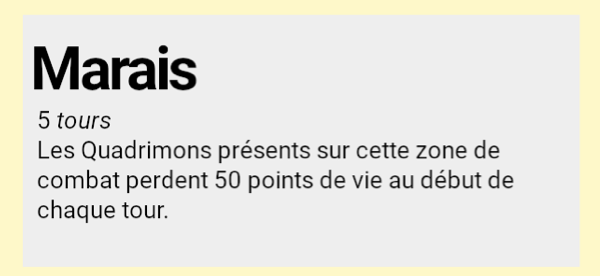 Marais
5 tours
Les Quadrimons présents sur cette zone de
combat perdent 50 points de vie au début de
chaque tour.